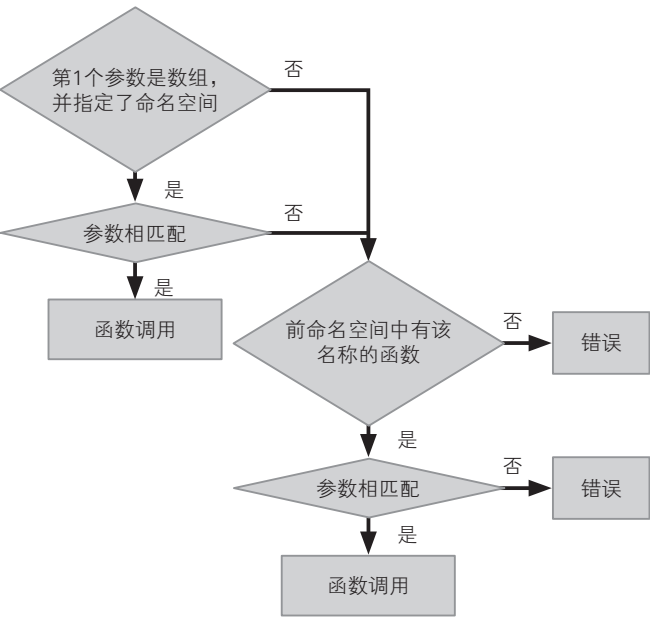 第1个参数是数组，
并指定了命名空间
否
是
参数相匹配
否
是
函数调用
前命名空间中有该
名称的函数
否
错误
是
参数相匹配
否
错误
是
函数调用